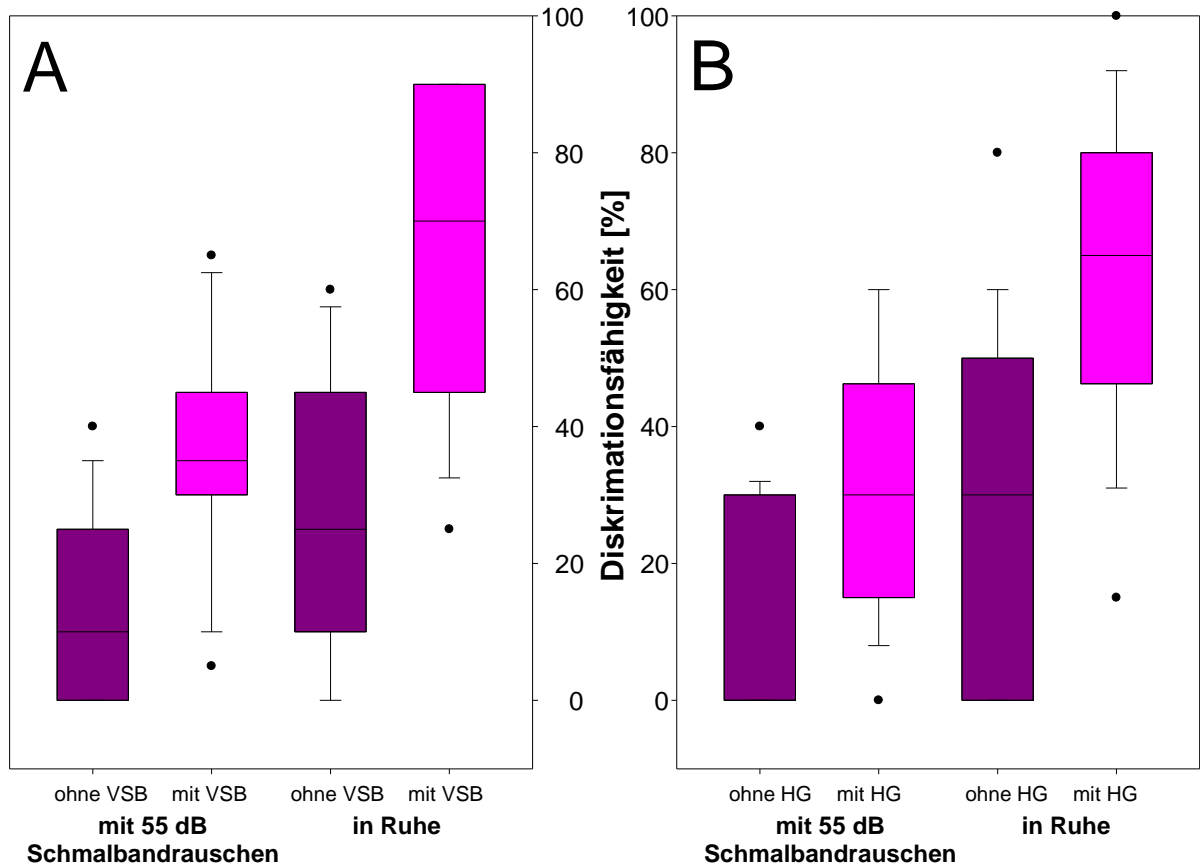 A
100
80
60
40
20
0
ohne VSB mit VSB ohne VSB mit VSB
mit 55 dB in Ruhe
Schmalbandrauschen
Diskrimationsfähigkeit [%]
B
100
80
60
40
20
0
ohne HG mit HG ohne HG mit HG
mit 55 dB in Ruhe
Schmalbandrauschen